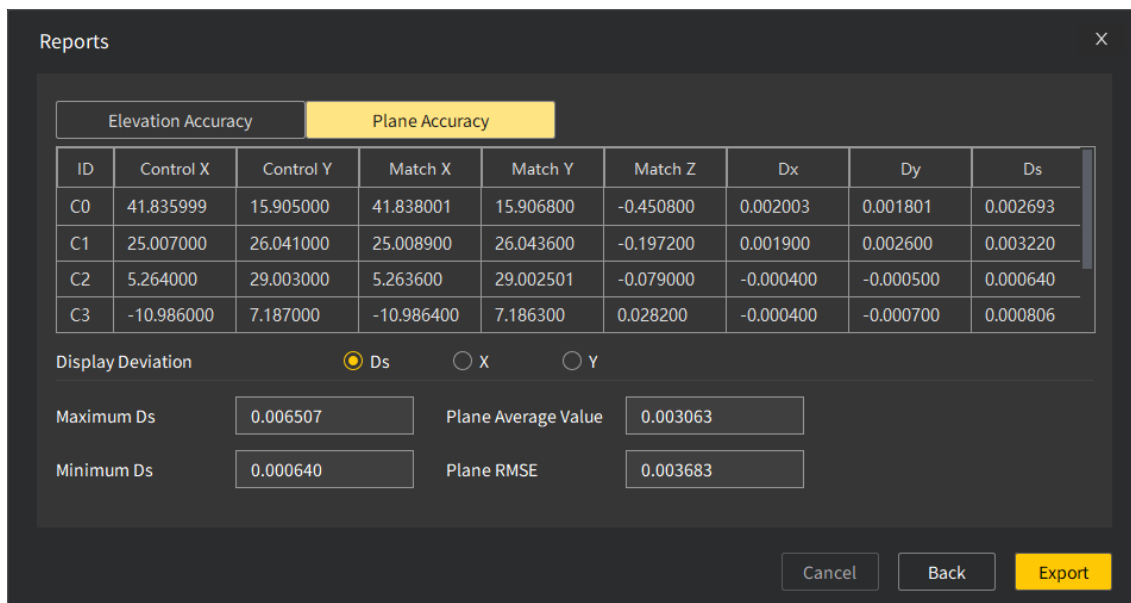 Reports X
Elevation Accuracy Plane Accuracy
ID Control X Control Y Match X Match Y Match Z Dx Dy Ds
C0 41.835999 15.905000 41.838001 15.906800 -0.450800 0.002003 0.001801 0.002693
C1 25.007000 26.041000 25.008900 26.043600 -0.197200 0.001900 0.002600 0.003220
C2 5.264000 29.003000 5.263600 29.002501 -0.079000 -0.000400 -0.000500 0.000640
C3 -10.986000 7.187000 -10.986400 7.186300 0.028200 -0.000400 -0.000700 0.000806
Display Deviation Ds X Y
Maximum Ds 0.006507 Plane Average Value 0.003063
Minimum Ds 0.000640 Plane RMSE 0.003683
Cancel Back Export